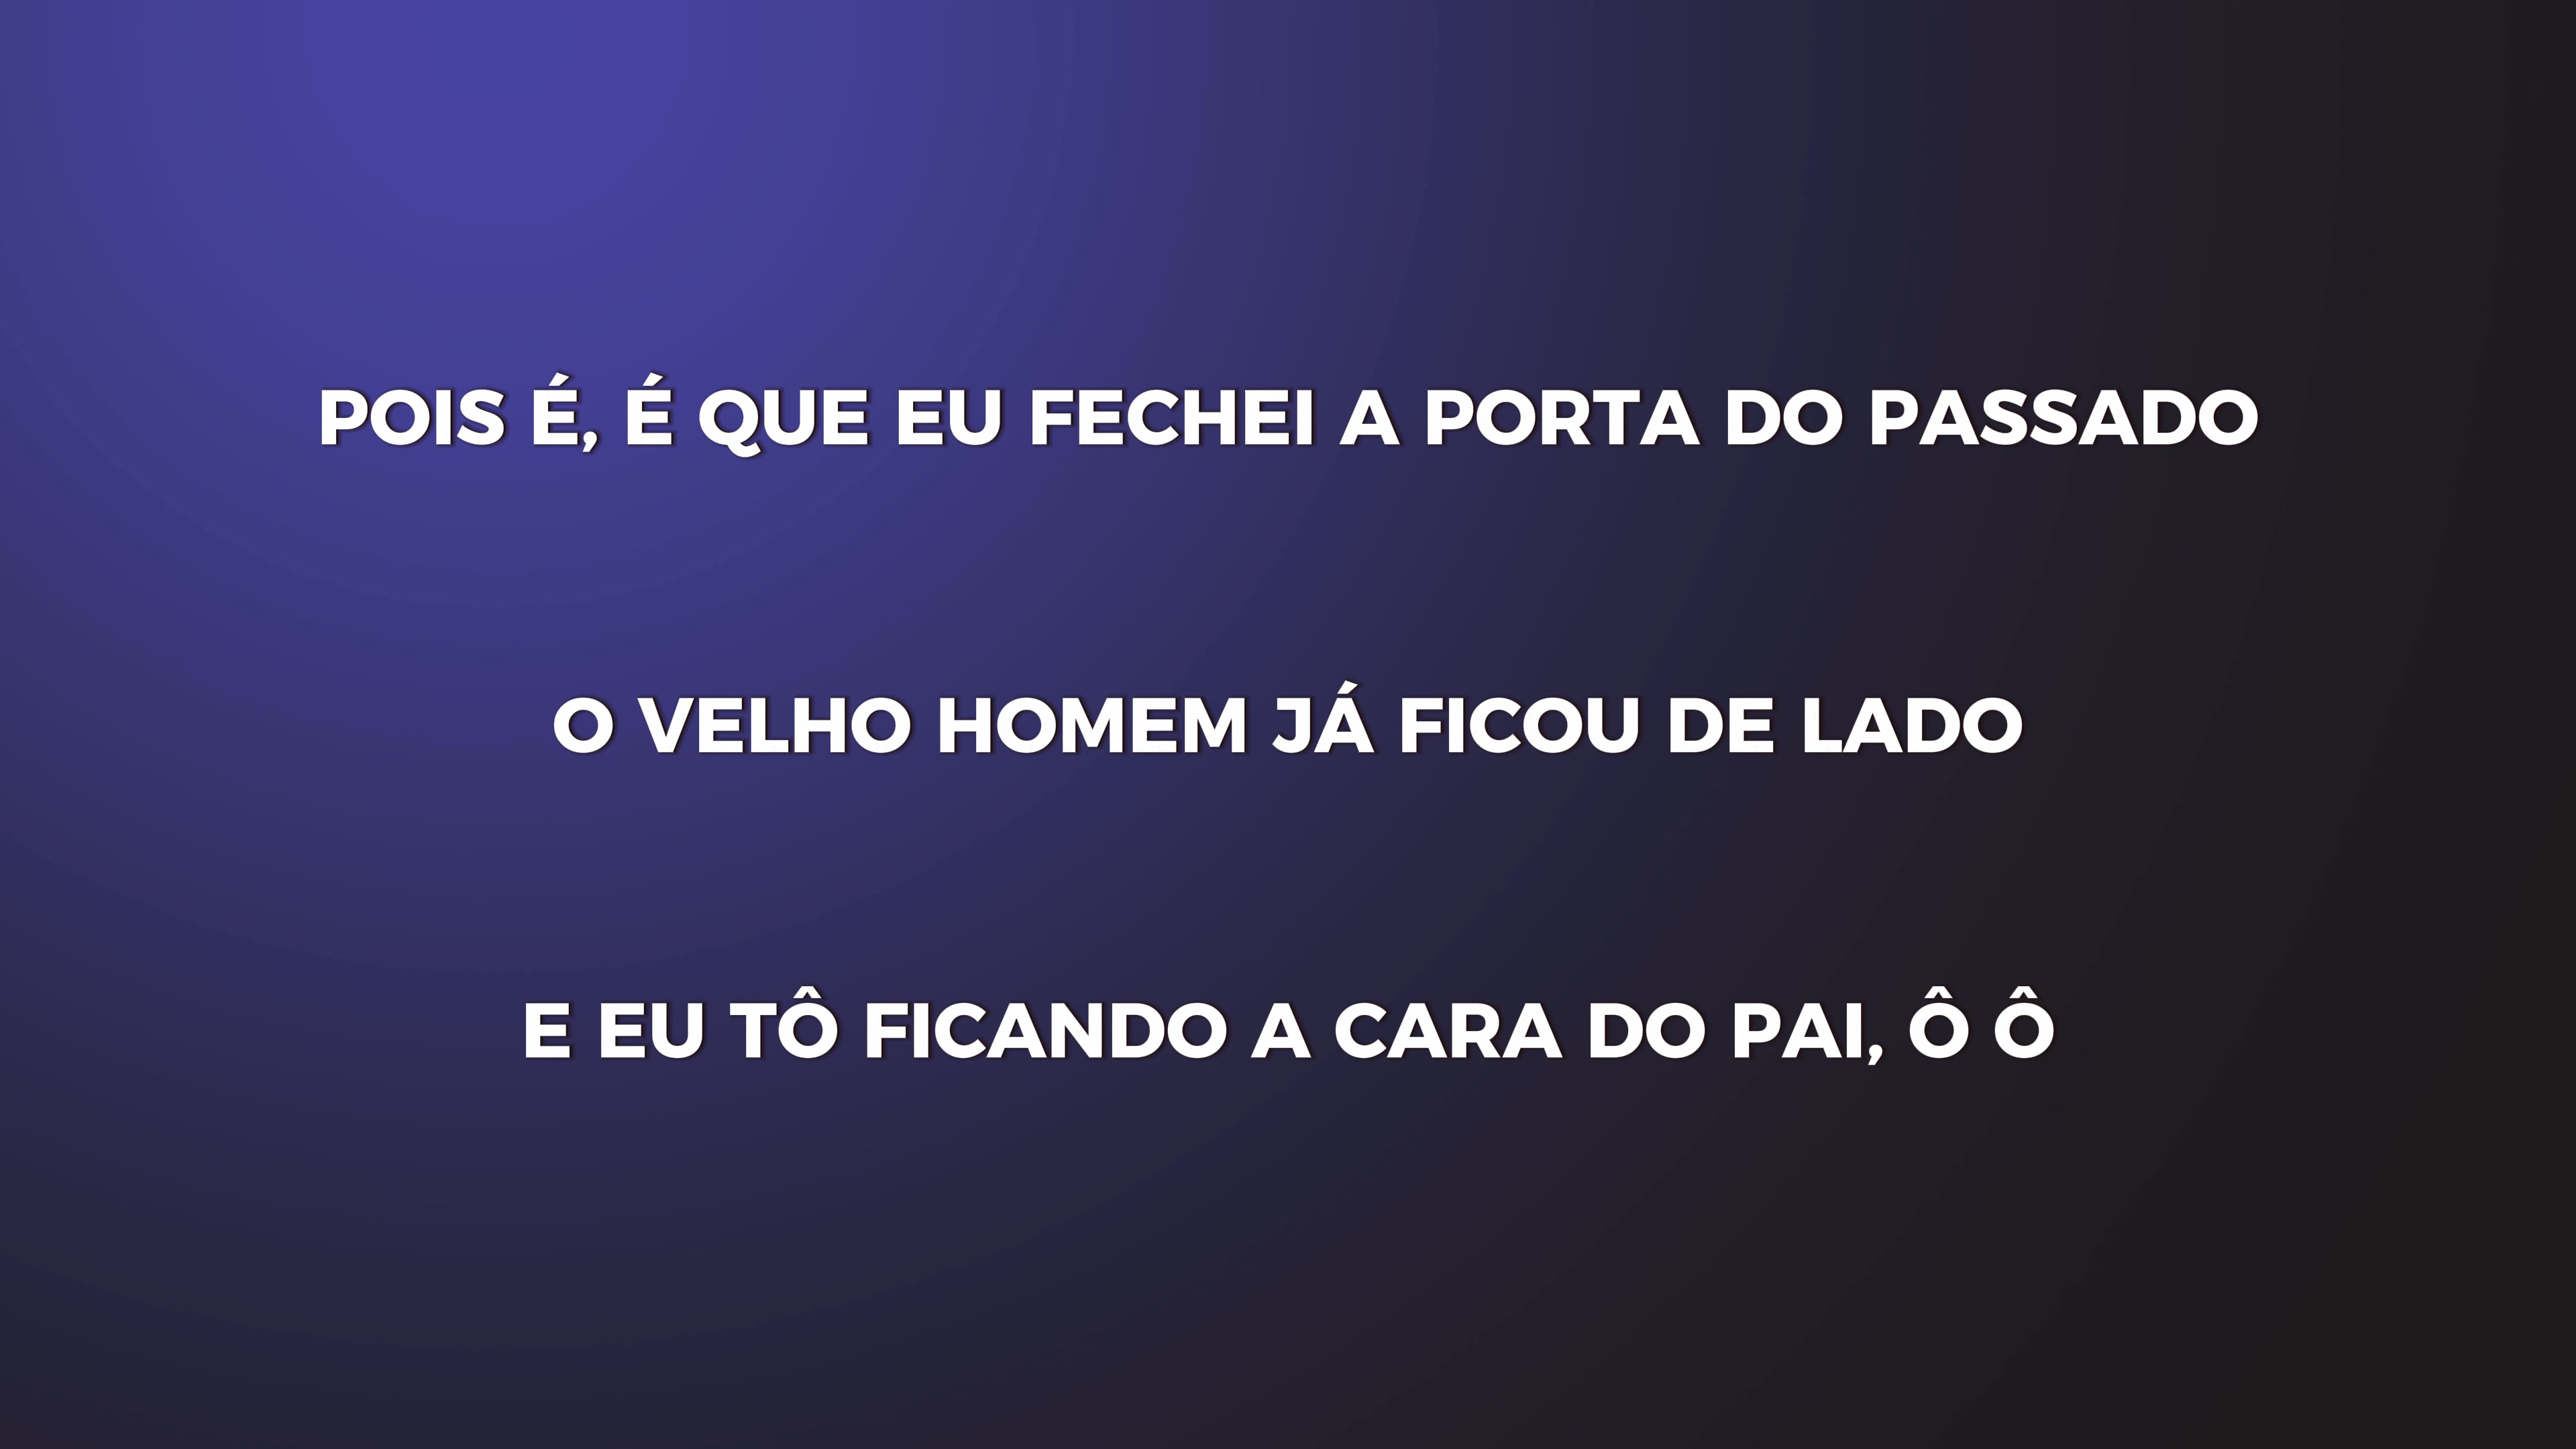 POIS É, É QUE EU FECHEI A PORTA DO PASSADO
O VELHO HOMEM JÁ FICOU DE LADO
E EU TÔ FICANDO A CARA DO PAI, Ô Ô